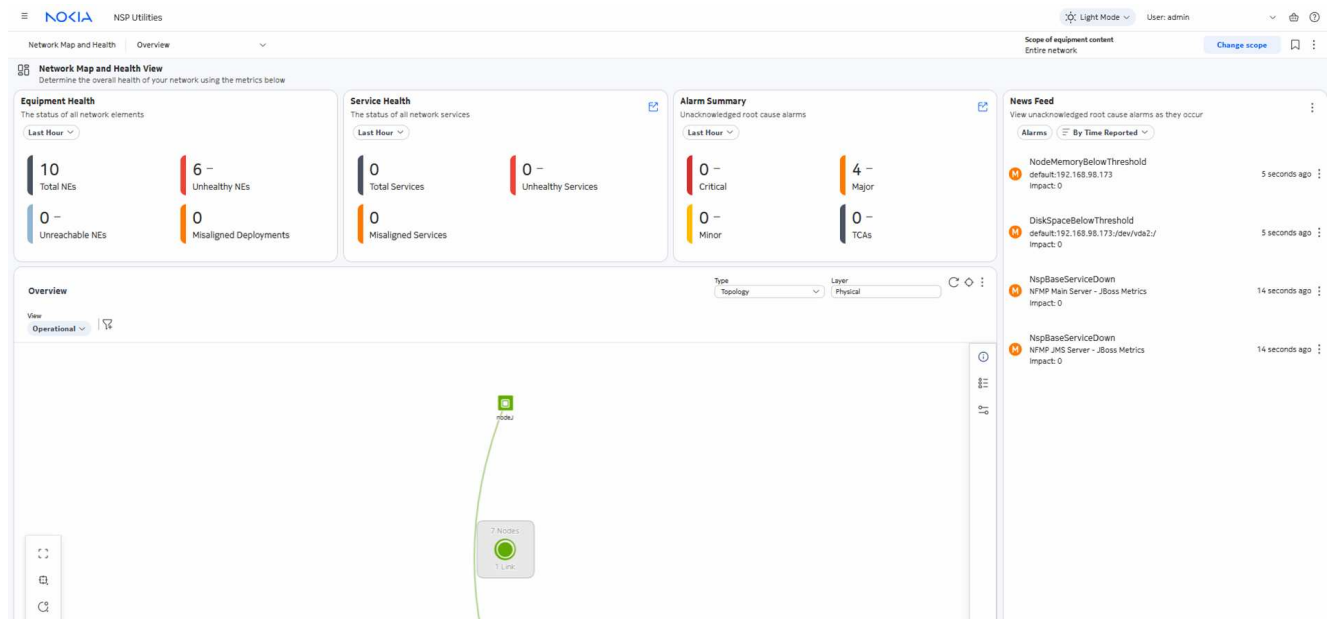 NOKIA NSP Utilities Light Mode User: admin
Network Map and Health Overview
Scope of equipment content
Entire network
Change scope
Network Map and Health View
Determine the overall health of your network using the metrics below
Equipment Health
The status of all network elements
Last Hour
10
Total NEs
6 –
Unhealthy NEs
0 –
Unreachable NEs
0
Misaligned Deployments
Service Health
The status of all network services
Last Hour
0
Total Services
0 –
Unhealthy Services
0
Misaligned Services
Alarm Summary
Unacknowledged root cause alarms
Last Hour
0 –
Critical
4 –
Major
0 –
Minor
0 –
TCAs
News Feed
View unacknowledged root cause alarms as they occur
Alarms By Time Reported
NodeMemoryBelowThreshold
M default:192.168.98.173 5 seconds ago
Impact: 0
DiskSpaceBelowThreshold
M default:192.168.98.173:/dev/vda2:/ 5 seconds ago
Impact: 0
NspBaseServiceDown
M NFMP Main Server - JBoss Metrics 14 seconds ago
Impact: 0
NspBaseServiceDown
M NFMP JMS Server - JBoss Metrics 14 seconds ago
Impact: 0
Overview
Type
Topology
Layer
Physical
View
Operational
nodeJ
7 Nodes
1 Link